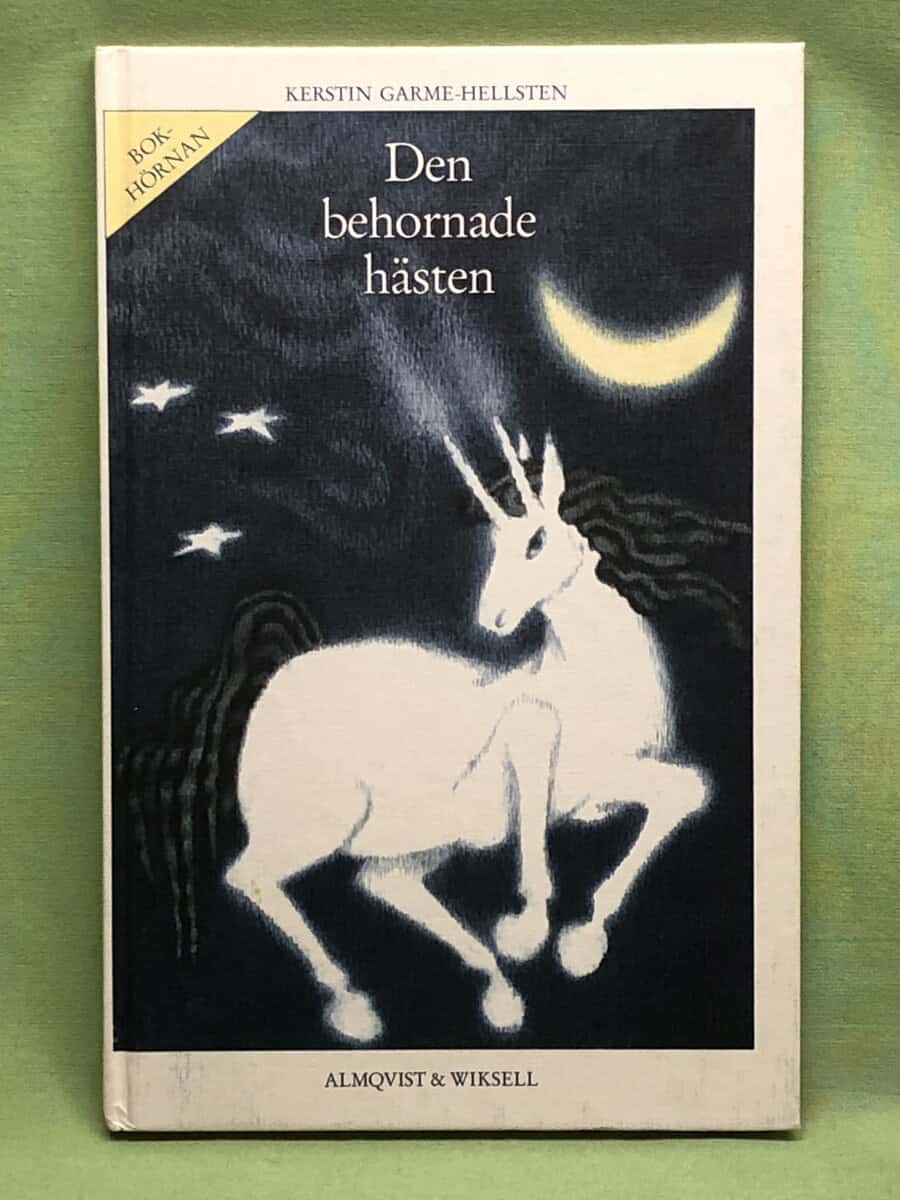 KERSTIN GARME-HELLSTEN
BOK-
HÖRNAN
Den
behornade
hästen
ALMQVIST & WIKSELL